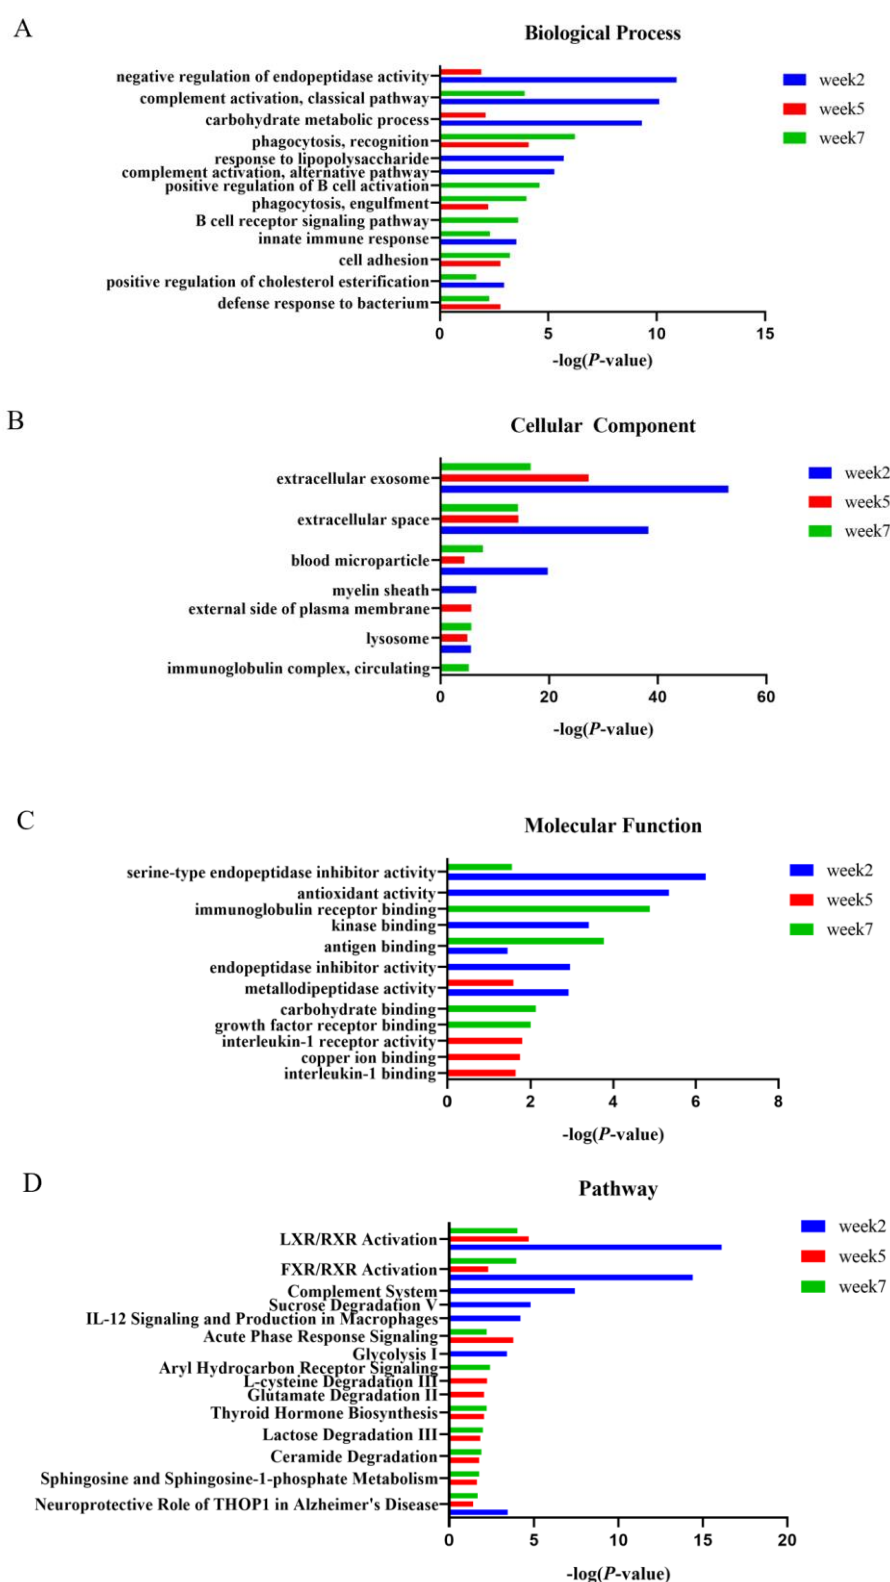 A
Biological Process
negative regulation of endopeptidase activity
complement activation, classical pathway
carbohydrate metabolic process
phagocytosis, recognition
response to lipopolysaccharide
complement activation, alternative pathway
positive regulation of B cell activation
phagocytosis, engulfment
B cell receptor signaling pathway
innate immune response
cell adhesion
positive regulation of cholesterol esterification
defense response to bacterium
week2
week5
week7
0 5 10 15
-log(P-value)
B
Cellular Component
extracellular exosome
extracellular space
blood microparticle
myelin sheath
external side of plasma membrane
lysosome
immunoglobulin complex, circulating
week2
week5
week7
0 20 40 60
-log(P-value)
C
Molecular Function
serine-type endopeptidase inhibitor activity
antioxidant activity
immunoglobulin receptor binding
kinase binding
antigen binding
endopeptidase inhibitor activity
metallodipeptidase activity
carbohydrate binding
growth factor receptor binding
interleukin-1 receptor activity
copper ion binding
interleukin-1 binding
week2
week5
week7
0 2 4 6 8
-log(P-value)
D
Pathway
LXR/RXR Activation
FXR/RXR Activation
Complement System
Sucrose Degradation V
IL-12 Signaling and Production in Macrophages
Acute Phase Response Signaling
Glycolysis I
Aryl Hydrocarbon Receptor Signaling
L-cysteine Degradation III
Glutamate Degradation II
Thyroid Hormone Biosynthesis
Lactose Degradation III
Ceramide Degradation
Sphingosine and Sphingosine-1-phosphate Metabolism
Neuroprotective Role of THOP1 in Alzheimer's Disease
week2
week5
week7
0 5 10 15 20
-log(P-value)